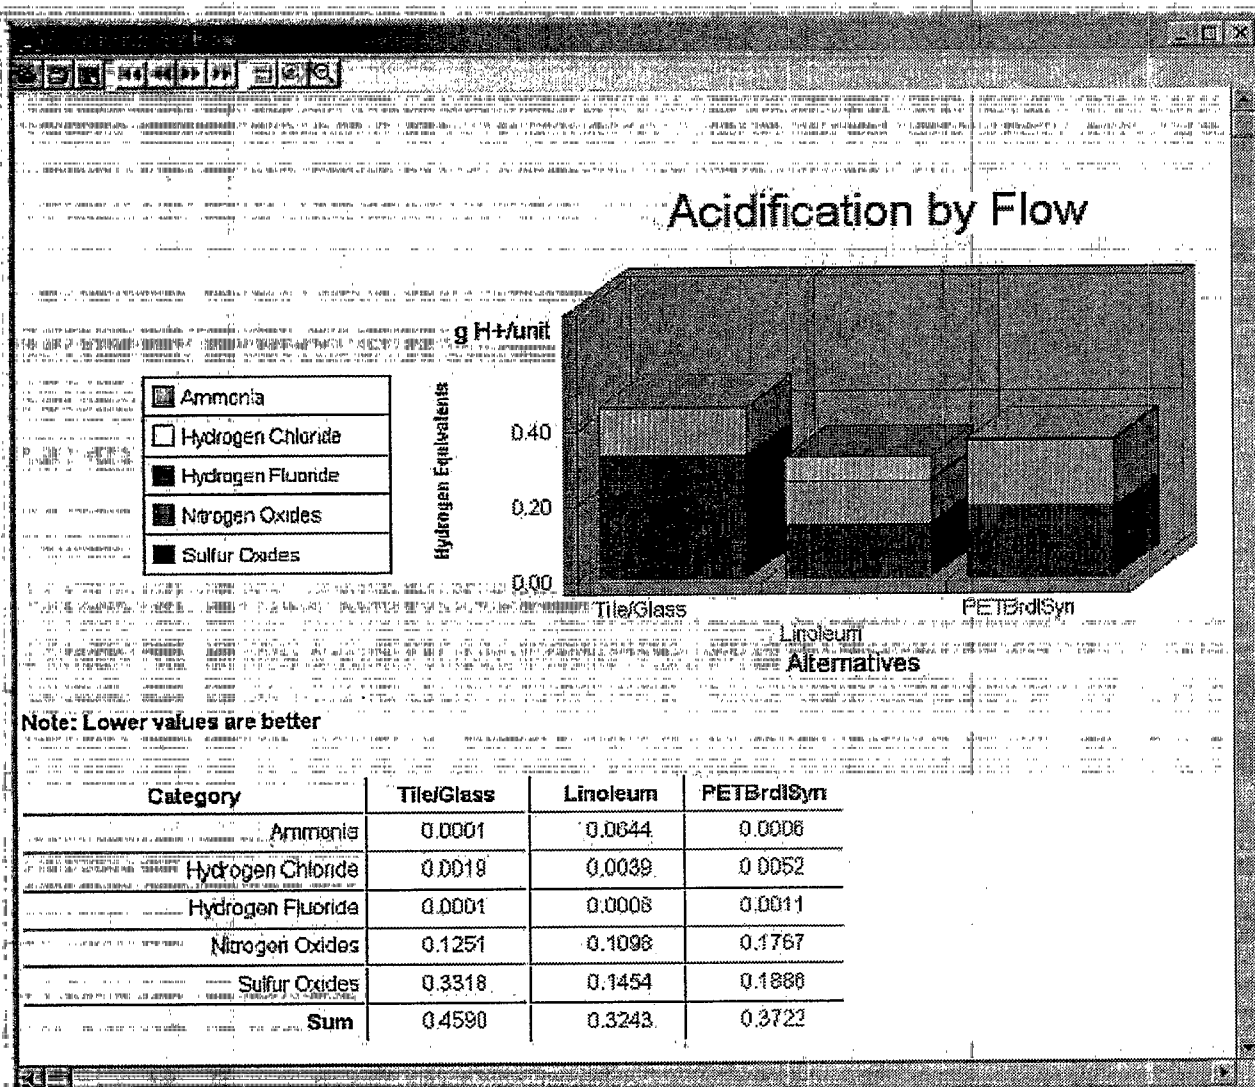 Acidification by Flow
g H+/unit
Hydrogen Equivalents
0.40
0.20
0.00
Ammonia
Hydrogen Chloride
Hydrogen Fluoride
Nitrogen Oxides
Sulfur Oxides
Tile/Glass
Linoleum
PETBrdlSyn
Alternatives
Note: Lower values are better
Category Tile/Glass Linoleum PETBrdlSyn
Ammonia 0.0001 0.0644 0.0006
Hydrogen Chloride 0.0019 0.0039 0.0052
Hydrogen Fluoride 0.0001 0.0008 0.0011
Nitrogen Oxides 0.1251 0.1098 0.1767
Sulfur Oxides 0.3318 0.1454 0.1886
Sum 0.4590 0.3243 0.3722